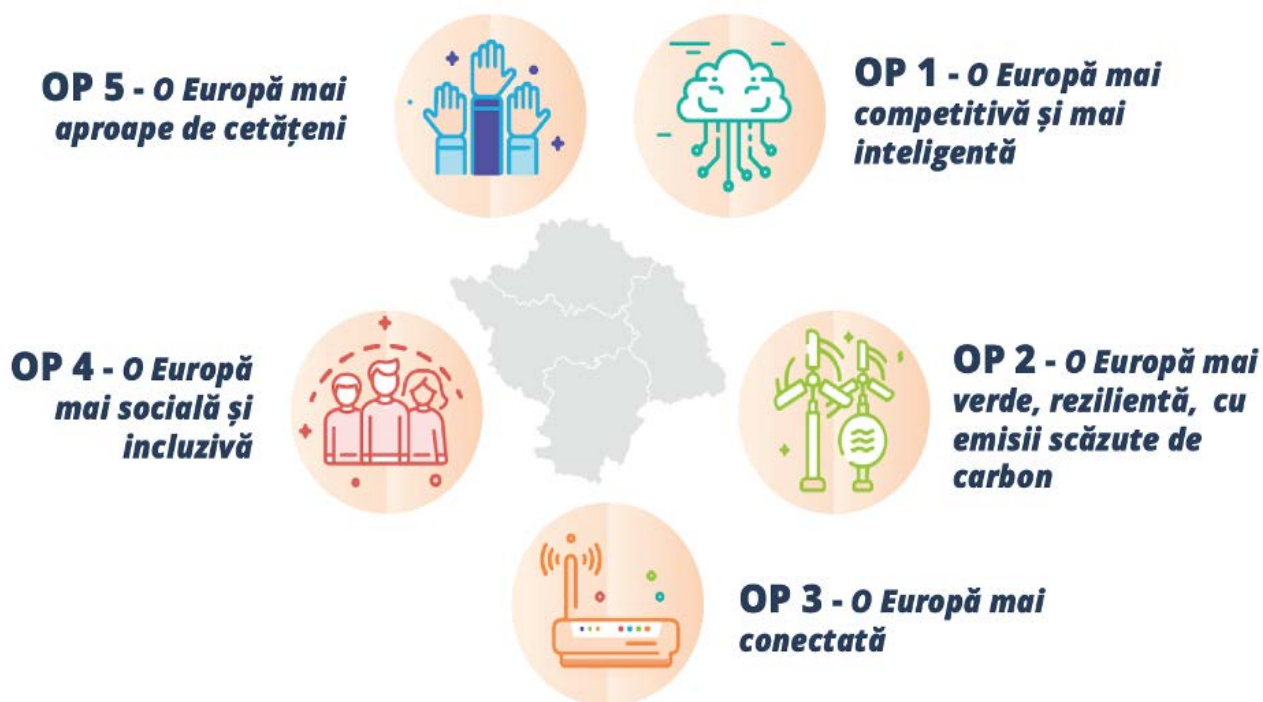 OP 5 - O Europă mai
aproape de cetățeni
OP 1 - O Europă mai
competitivă și mai
inteligentă
OP 4 - O Europă
mai socială și
incluzivă
OP 2 - O Europă mai
verde, rezilientă, cu
emisii scăzute de
carbon
OP 3 - O Europă mai
conectată